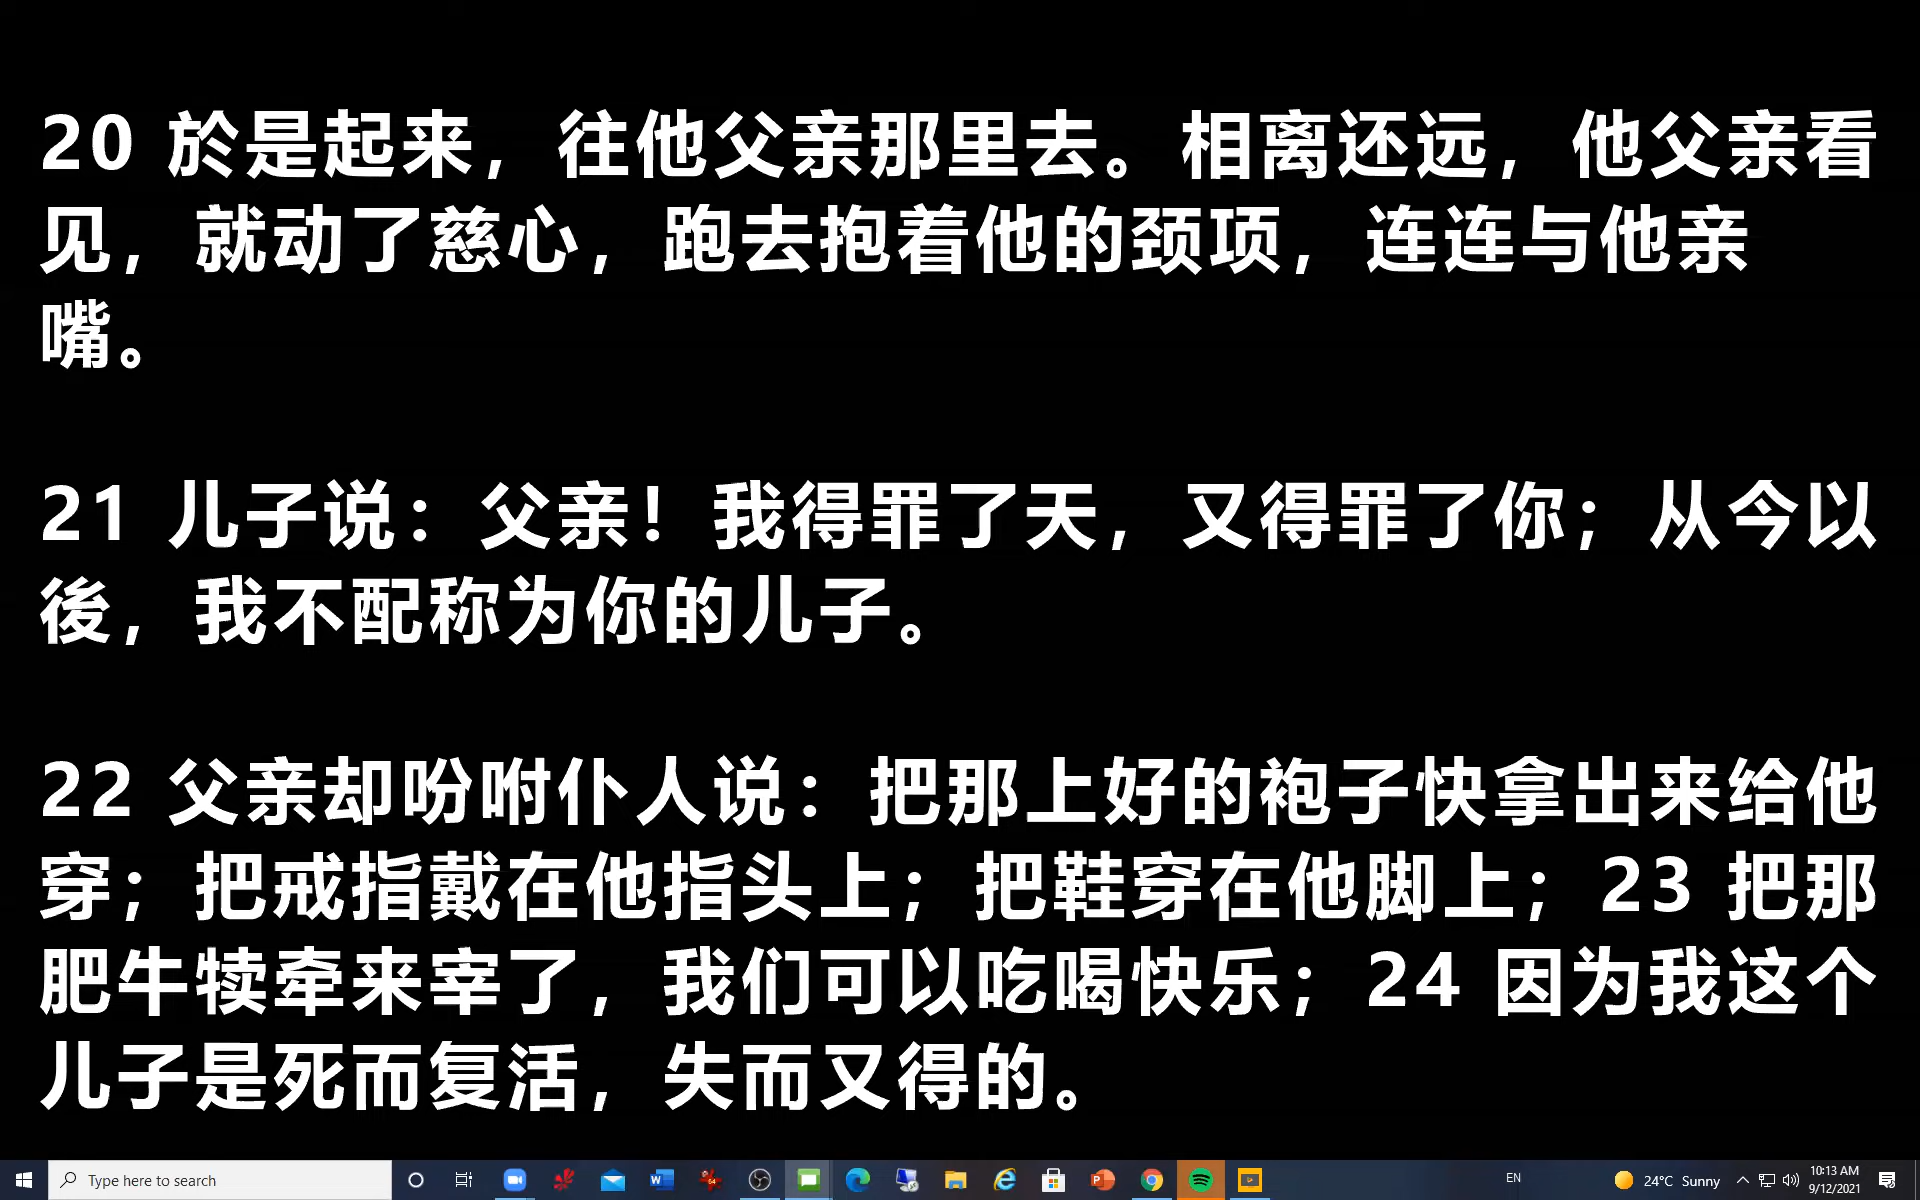 20 於是起来，往他父亲那里去。相离还远，他父亲看
见，就动了慈心，跑去抱着他的颈项，连连与他亲
嘴。
21 儿子说：父亲！我得罪了天，又得罪了你；从今以
後，我不配称为你的儿子。
22 父亲却吩咐仆人说：把那上好的袍子快拿出来给他
穿；把戒指戴在他指头上；把鞋穿在他脚上；23 把那
肥牛犊牵来宰了，我们可以吃喝快乐；24 因为我这个
儿子是死而复活，失而又得的。
Type here to search
EN
24°C Sunny
10:13 AM
9/12/2021